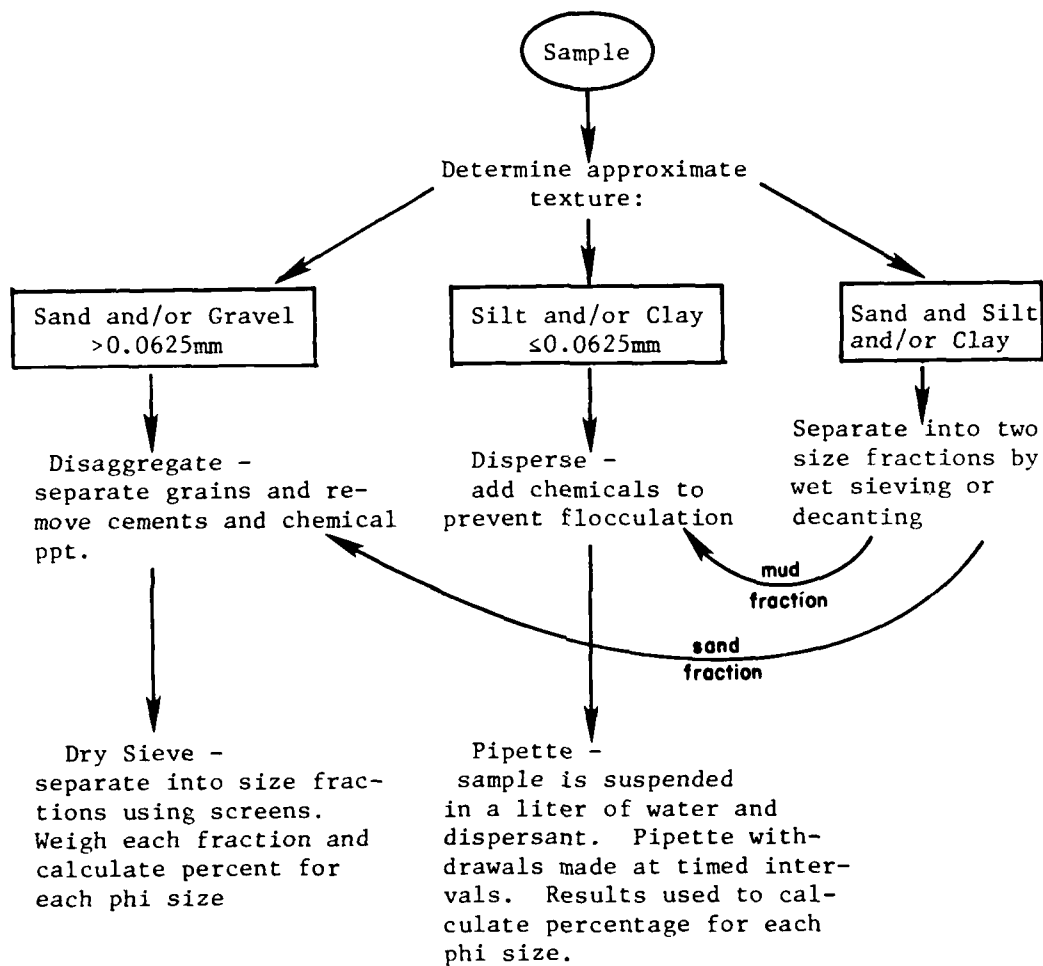 Sample
Determine approximate
texture:
Sand and/or Gravel
>0.0625mm
Silt and/or Clay
≤0.0625mm
Sand and Silt
and/or Clay
Disaggregate -
separate grains and re-
move cements and chemical
ppt.
Disperse -
add chemicals to
prevent flocculation
Separate into two
size fractions by
wet sieving or
decanting
mud
fraction
sand
fraction
Dry Sieve -
separate into size frac-
tions using screens.
Weigh each fraction and
calculate percent for
each phi size
Pipette -
sample is suspended
in a liter of water and
dispersant.  Pipette with-
drawals made at timed inter-
vals.  Results used to cal-
culate percentage for each
phi size.